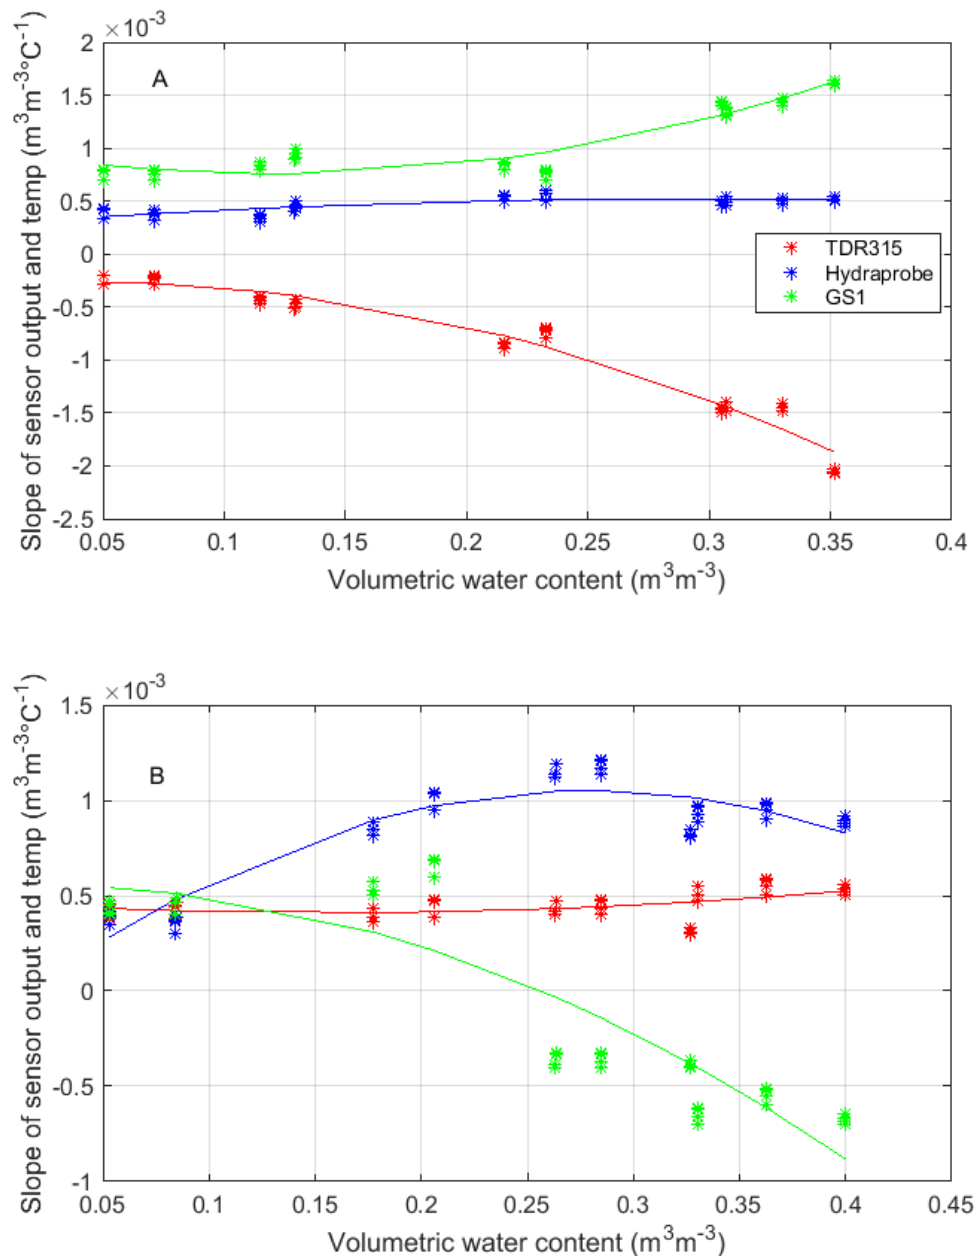 ×10⁻³
2
A
1.5
1
0.5
0
-0.5
-1
-1.5
-2
-2.5
TDR315
Hydraprobe
GS1
0.05 0.1 0.15 0.2 0.25 0.3 0.35 0.4
Volumetric water content (m³m⁻³)
Slope of sensor output and temp (m³m⁻³°C⁻¹)
×10⁻³
1.5
B
1
0.5
0
-0.5
-1
0.05 0.1 0.15 0.2 0.25 0.3 0.35 0.4 0.45
Volumetric water content (m³m⁻³)
Slope of sensor output and temp (m³m⁻³°C⁻¹)